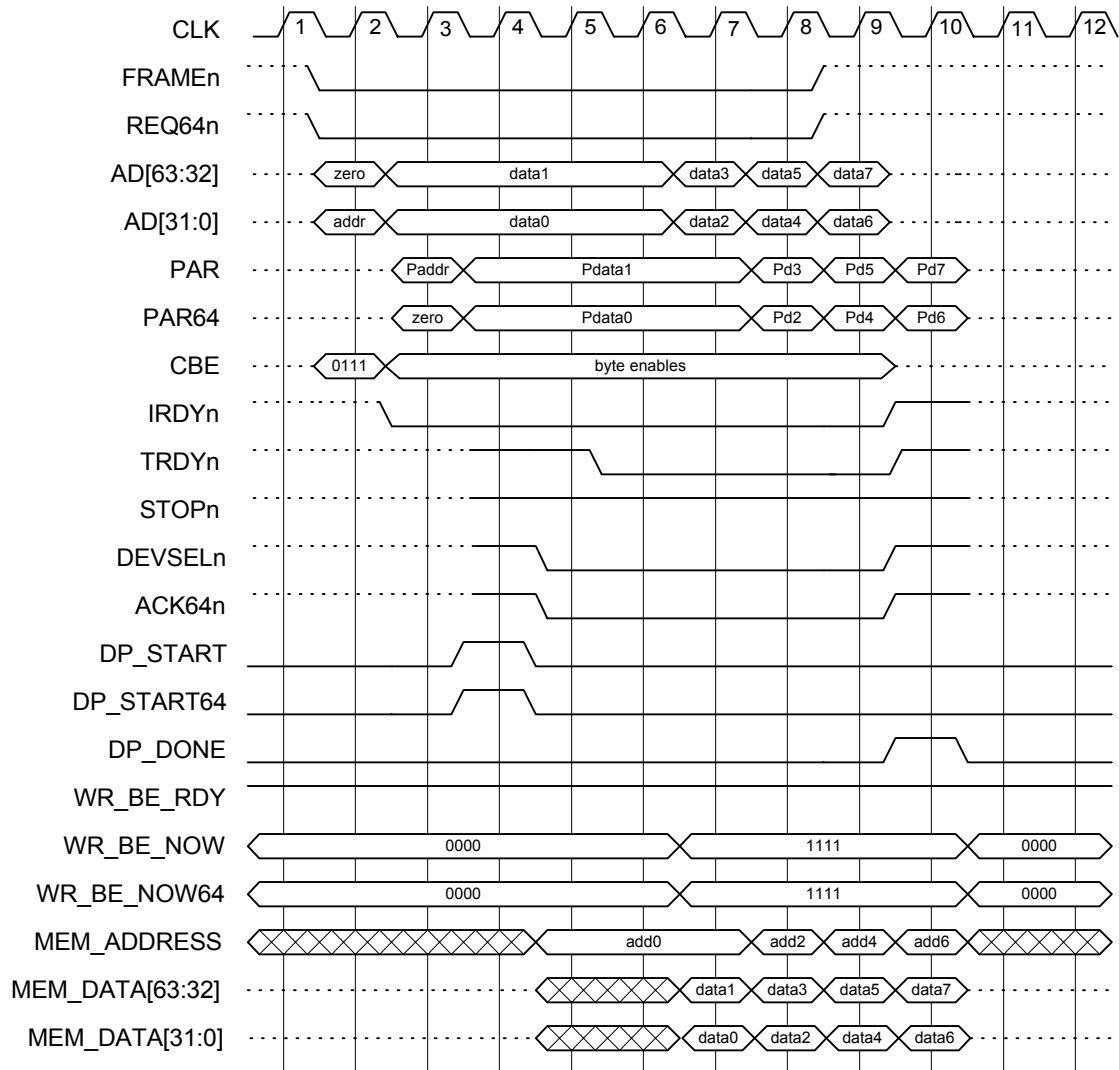 CLK 1 2 3 4 5 6 7 8 9 10 11 12
FRAMEn
REQ64n
AD[63:32] zero data1 data3 data5 data7
AD[31:0] addr data0 data2 data4 data6
PAR Paddr Pdata1 Pd3 Pd5 Pd7
PAR64 zero Pdata0 Pd2 Pd4 Pd6
CBE 0111 byte enables
IRDYn
TRDYn
STOPn
DEVSELn
ACK64n
DP_START
DP_START64
DP_DONE
WR_BE_RDY
WR_BE_NOW 0000 1111 0000
WR_BE_NOW64 0000 1111 0000
MEM_ADDRESS add0 add2 add4 add6
MEM_DATA[63:32] data1 data3 data5 data7
MEM_DATA[31:0] data0 data2 data4 data6